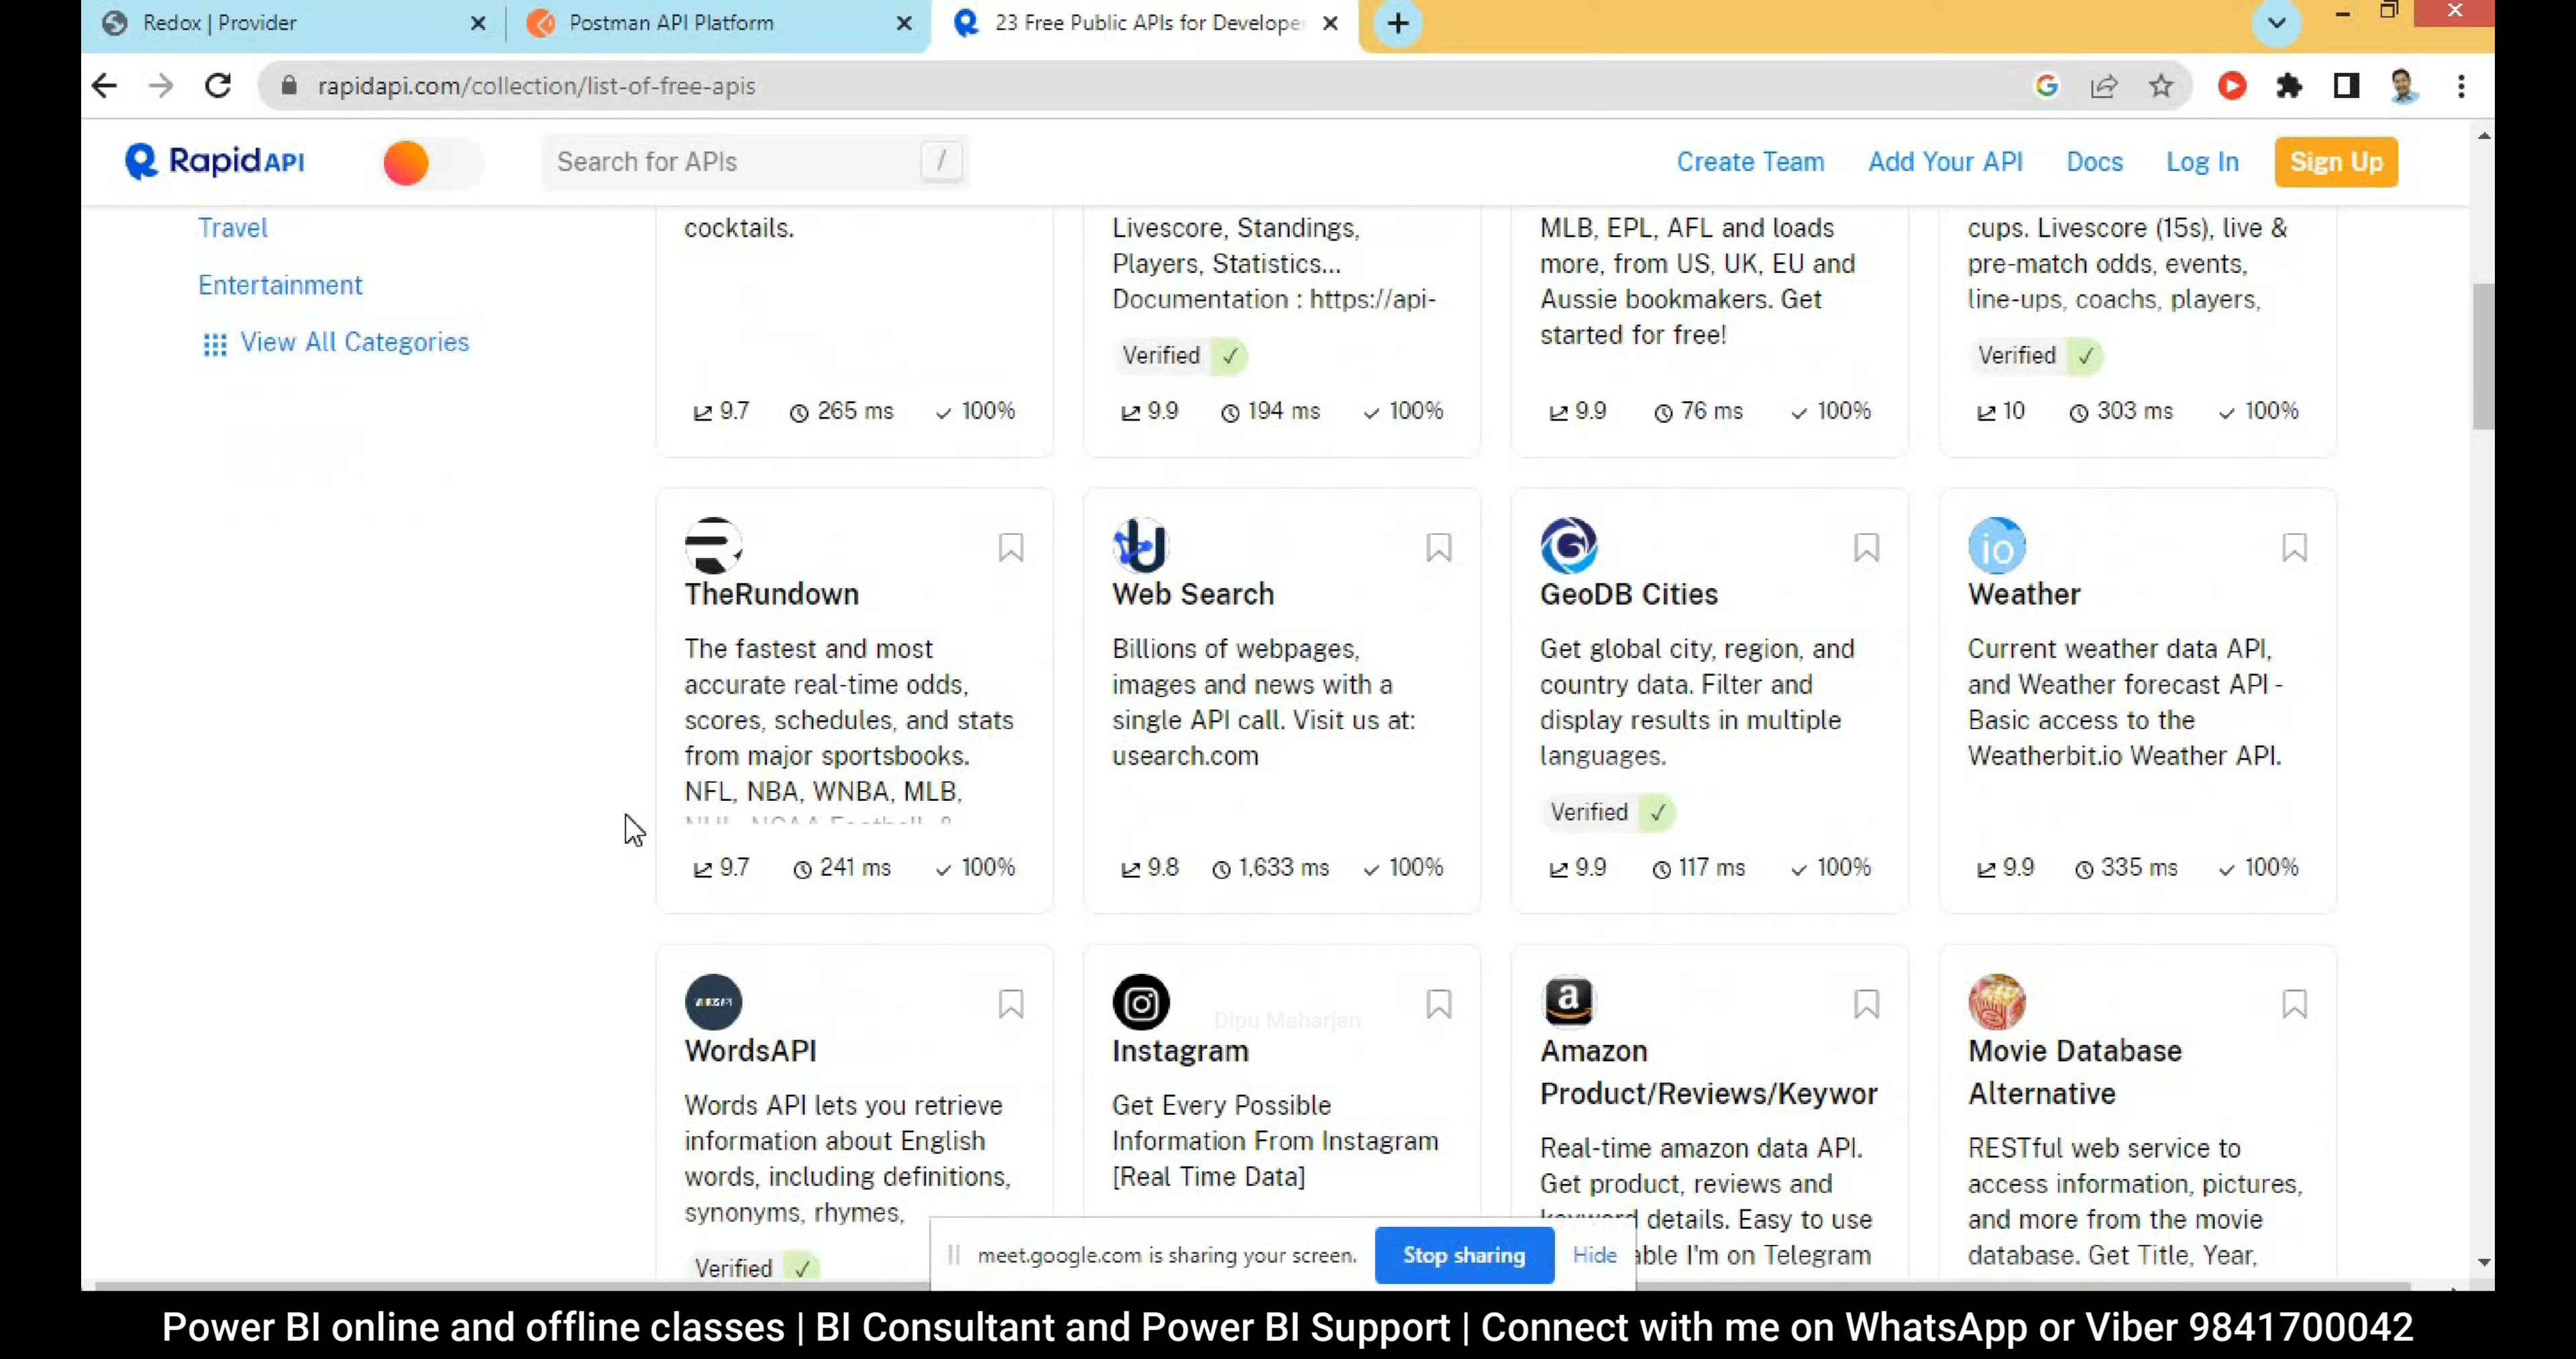 Redox | Provider
Postman API Platform
23 Free Public APIs for Developer
rapidapi.com/collection/list-of-free-apis
RapidAPI
Search for APIs
/
Create Team
Add Your API
Docs
Log In
Sign Up
Travel
Entertainment
View All Categories
cocktails.
9.7 265 ms 100%
Livescore, Standings,
Players, Statistics...
Documentation : https://api-
Verified ✓
9.9 194 ms 100%
MLB, EPL, AFL and loads
more, from US, UK, EU and
Aussie bookmakers. Get
started for free!
9.9 76 ms 100%
cups. Livescore (15s), live &
pre-match odds, events,
line-ups, coachs, players,
Verified ✓
10 303 ms 100%
TheRundown
The fastest and most
accurate real-time odds,
scores, schedules, and stats
from major sportsbooks.
NFL, NBA, WNBA, MLB,
9.7 241 ms 100%
Web Search
Billions of webpages,
images and news with a
single API call. Visit us at:
usearch.com
9.8 1,633 ms 100%
GeoDB Cities
Get global city, region, and
country data. Filter and
display results in multiple
languages.
Verified ✓
9.9 117 ms 100%
io
Weather
Current weather data API,
and Weather forecast API -
Basic access to the
Weatherbit.io Weather API.
9.9 335 ms 100%
WordsAPI
Words API lets you retrieve
information about English
words, including definitions,
synonyms, rhymes,
Verified ✓
Dipu Maharjan
Instagram
Get Every Possible
Information From Instagram
[Real Time Data]
a
Amazon
Product/Reviews/Keywor
Real-time amazon data API.
Get product, reviews and
details. Easy to use
I'm on Telegram
Movie Database
Alternative
RESTful web service to
access information, pictures,
and more from the movie
database. Get Title, Year,
meet.google.com is sharing your screen.
Stop sharing
Hide
Power BI online and offline classes | BI Consultant and Power BI Support | Connect with me on WhatsApp or Viber 9841700042